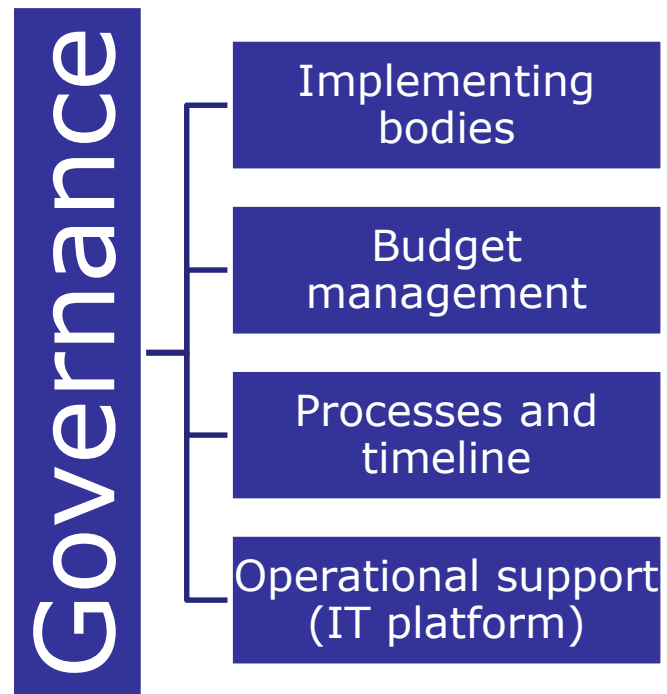 Governance
Implementing
bodies
Budget
management
Processes and
timeline
Operational support
(IT platform)